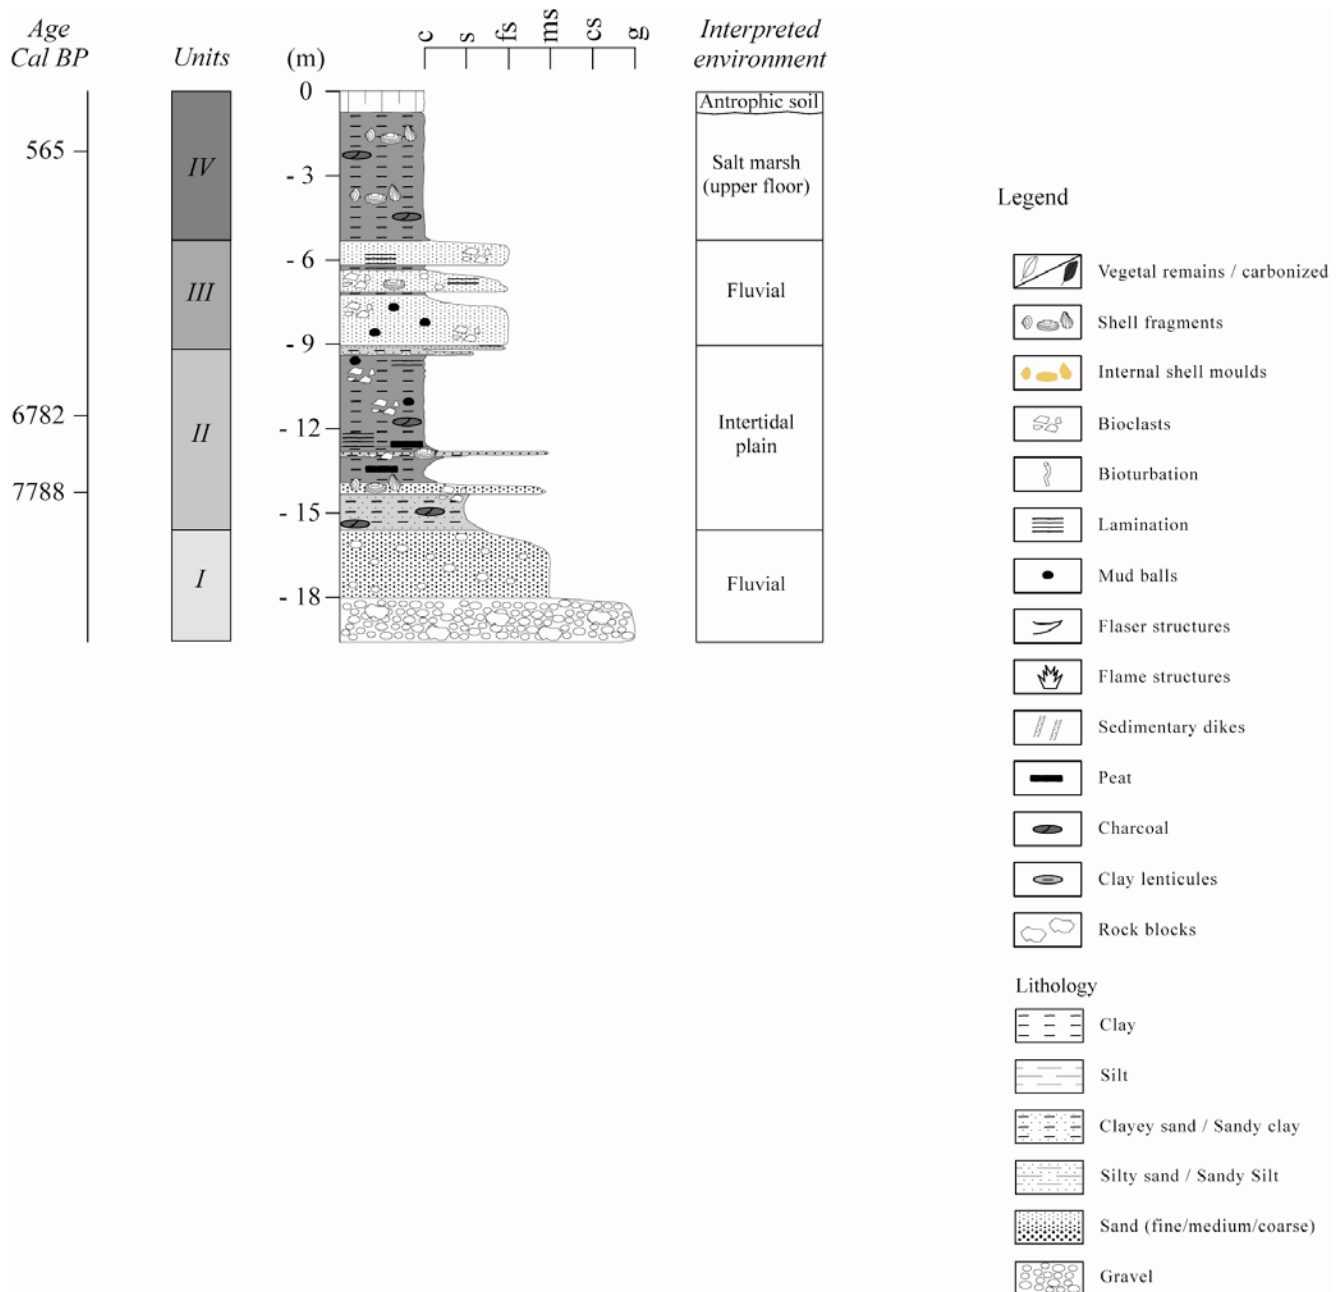 Age
Cal BP
Units
(m)
c
s
fs
ms
cs
g
Interpreted
environment
0
- 3
- 6
- 9
- 12
- 15
- 18
565
6782
7788
IV
III
II
I
Antrophic soil
Salt marsh
(upper floor)
Fluvial
Intertidal
plain
Fluvial
Legend
Vegetal remains / carbonized
Shell fragments
Internal shell moulds
Bioclasts
Bioturbation
Lamination
Mud balls
Flaser structures
Flame structures
Sedimentary dikes
Peat
Charcoal
Clay lenticules
Rock blocks
Lithology
Clay
Silt
Clayey sand / Sandy clay
Silty sand / Sandy Silt
Sand (fine/medium/coarse)
Gravel